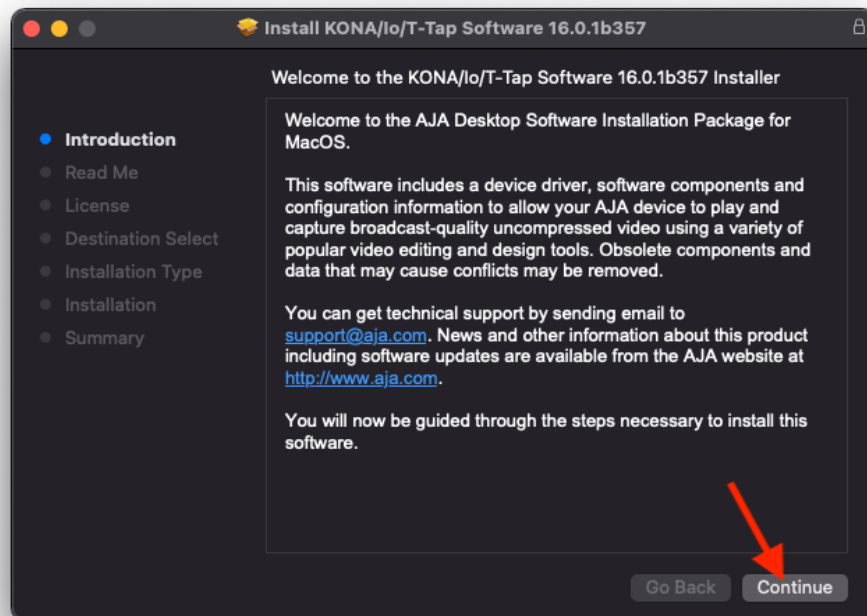 Install KONA/Io/T-Tap Software 16.0.1b357
Welcome to the KONA/Io/T-Tap Software 16.0.1b357 Installer
Introduction
Read Me
License
Destination Select
Installation Type
Installation
Summary
Welcome to the AJA Desktop Software Installation Package for
MacOS.
This software includes a device driver, software components and
configuration information to allow your AJA device to play and
capture broadcast-quality uncompressed video using a variety of
popular video editing and design tools. Obsolete components and
data that may cause conflicts may be removed.
You can get technical support by sending email to
support@aja.com. News and other information about this product
including software updates are available from the AJA website at
http://www.aja.com.
You will now be guided through the steps necessary to install this
software.
Go Back
Continue